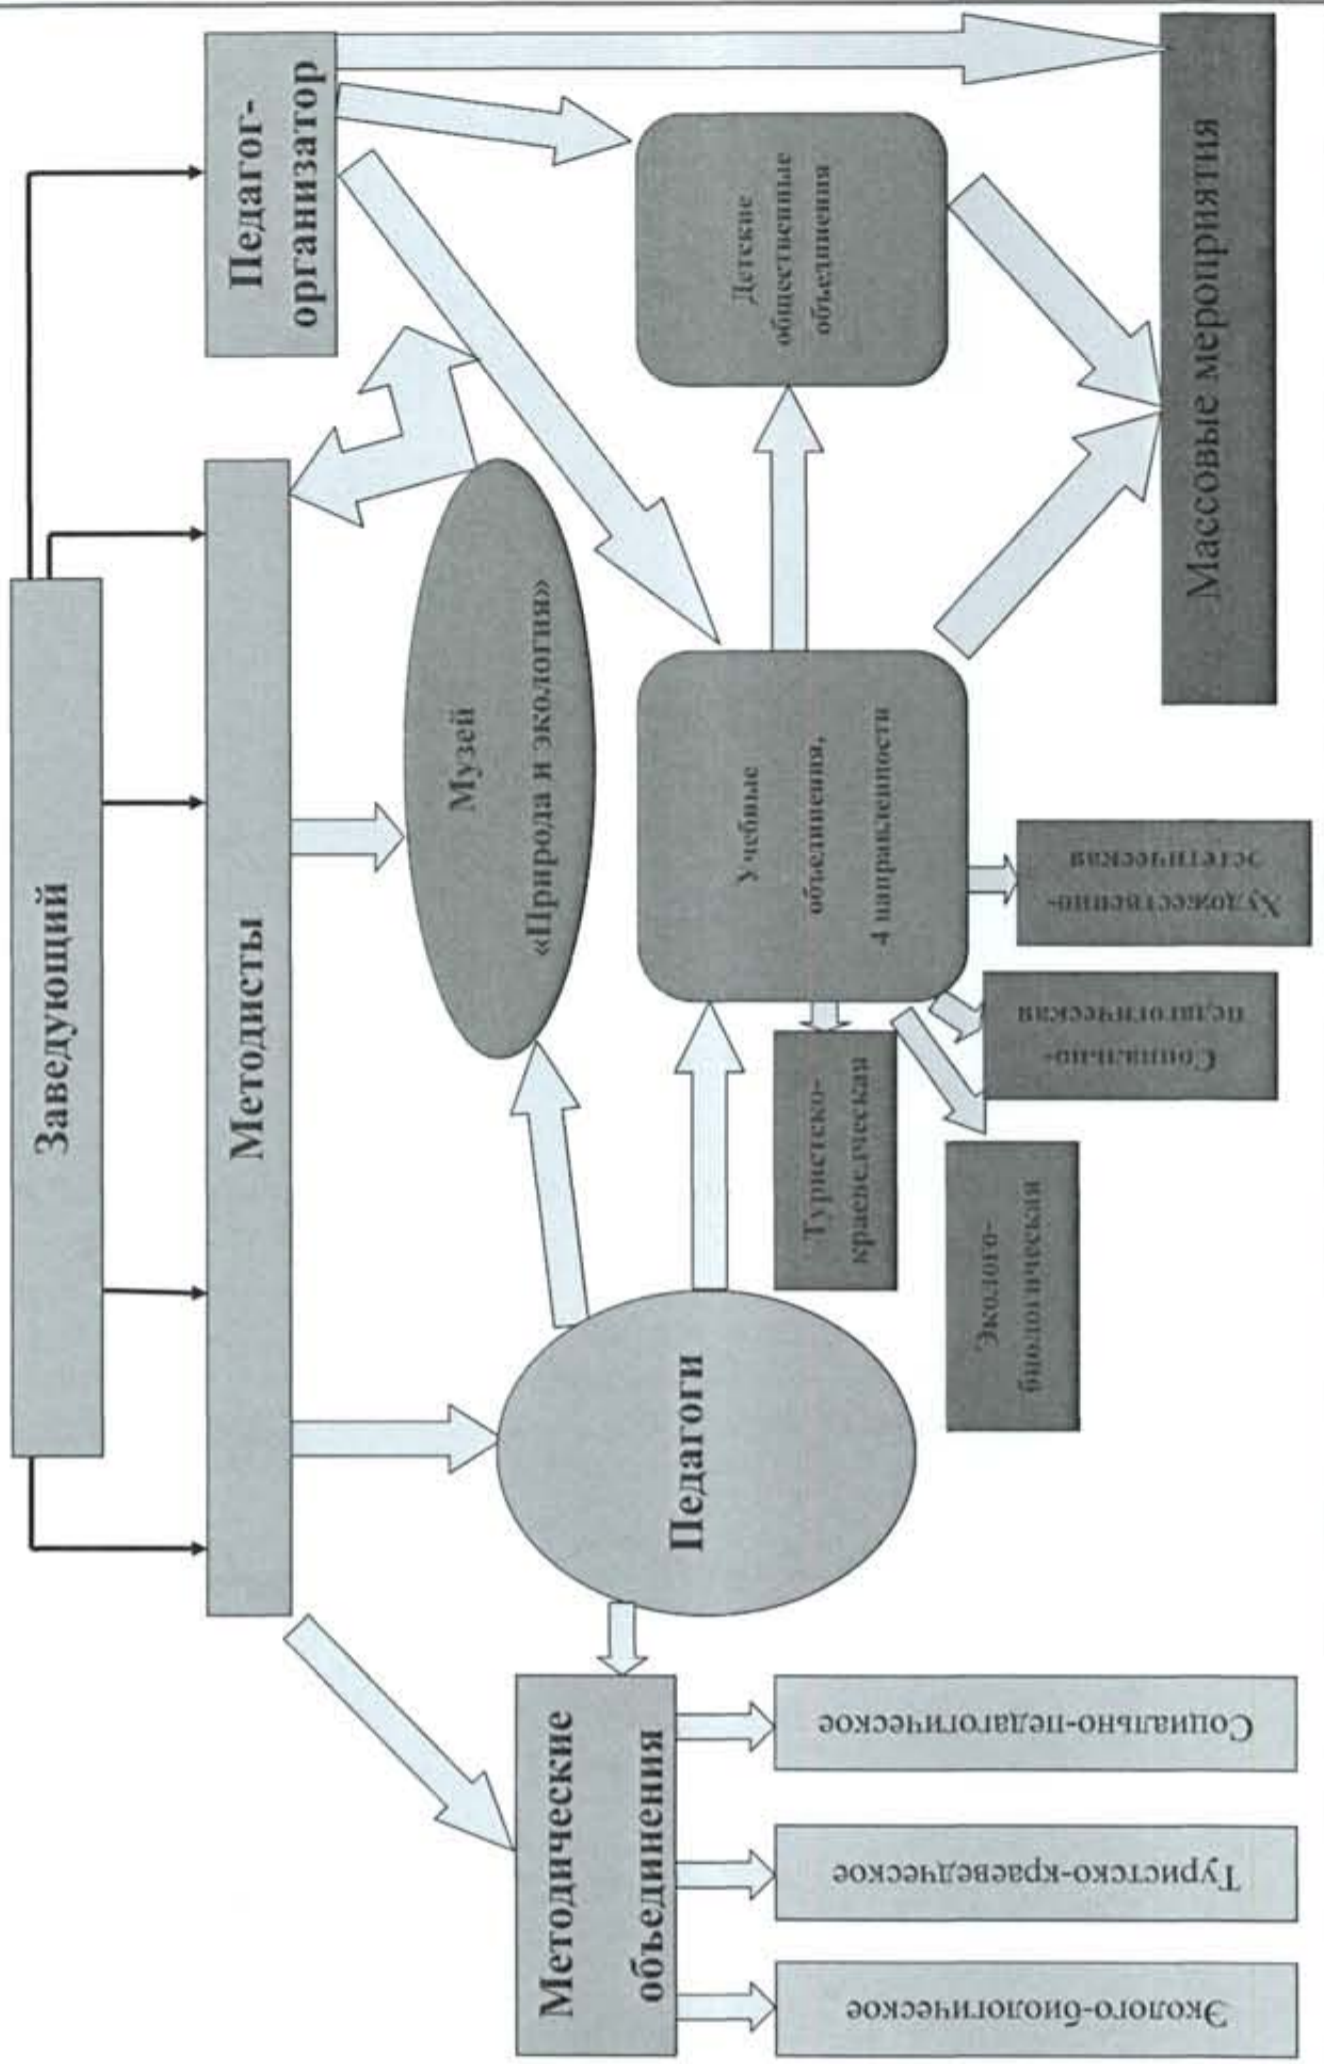 Заведующий
Методисты
Педагог-
организатор
Музей
«Природа и экология»
Педагоги
Методические
объединения
Учебные
объединения,
4 направленности
Детские
общественные
объединения
Эколого-биологическое
Туристско-краеведческое
Социально-педагогическое
Туристско-
краеведческая
Эколого-
биологическая
Социально-
педагогическая
Художественно-
эстетическая
Массовые мероприятия